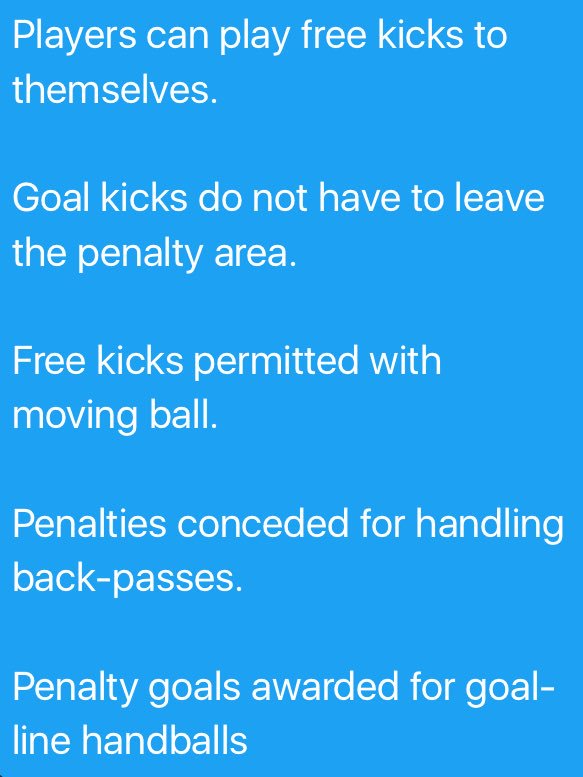 Players can play free kicks to
themselves.
Goal kicks do not have to leave
the penalty area.
Free kicks permitted with
moving ball.
Penalties conceded for handling
back-passes.
Penalty goals awarded for goal-
line handballs